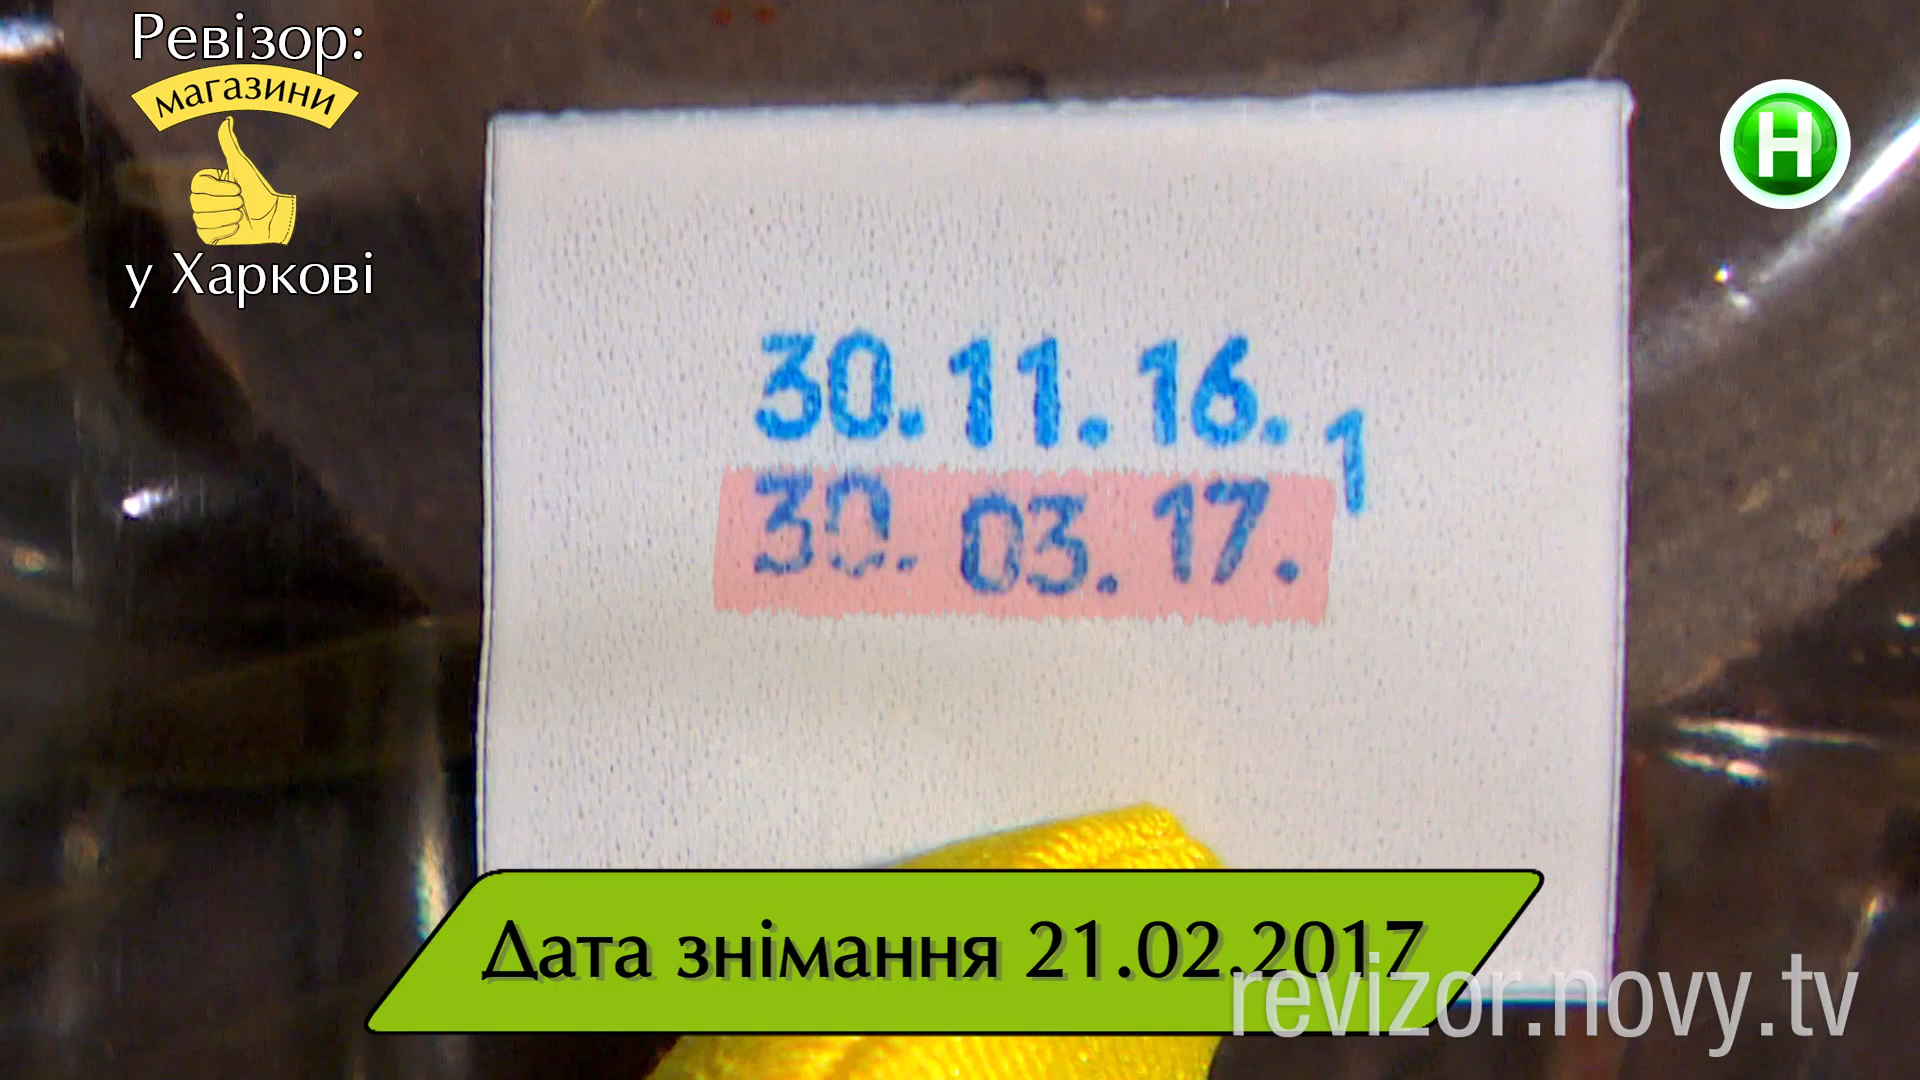 Ревізор:
магазини
у Харкові
H
30.11.16.
1
30.03.17.
Дата знімання 21.02.2017
revizor.novy.tv